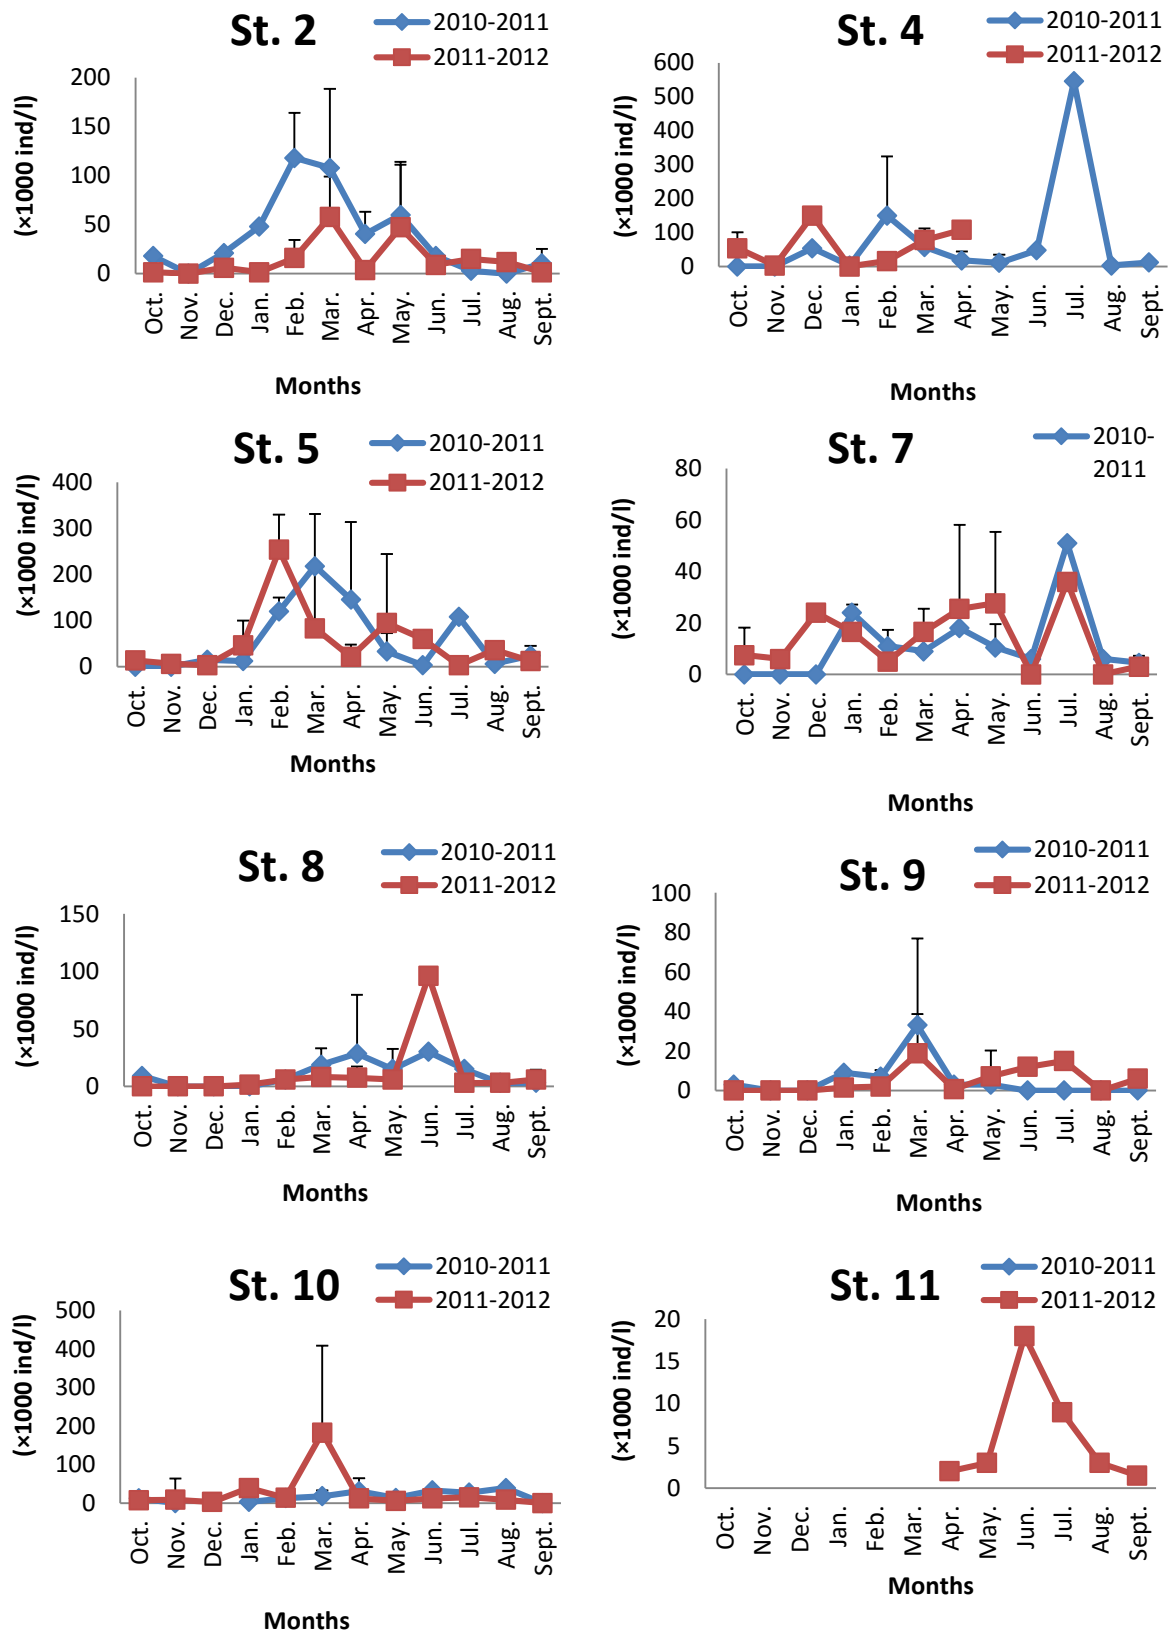 St. 2
2010-2011
2011-2012
(×1000 ind/l)
200
150
100
50
0
Oct. Nov. Dec. Jan. Feb. Mar. Apr. May. Jun. Jul. Aug. Sept.
Months
St. 4
2010-2011
2011-2012
(×1000 ind/l)
600
500
400
300
200
100
0
Oct. Nov. Dec. Jan. Feb. Mar. Apr. May. Jun. Jul. Aug. Sept.
Months
St. 5
2010-2011
2011-2012
(×1000 ind/l)
400
300
200
100
0
Oct. Nov. Dec. Jan. Feb. Mar. Apr. May. Jun. Jul. Aug. Sept.
Months
St. 7
2010-
2011
(×1000 ind/l)
80
60
40
20
0
Oct. Nov. Dec. Jan. Feb. Mar. Apr. May. Jun. Jul. Aug. Sept.
Months
St. 8
2010-2011
2011-2012
(×1000 ind/l)
150
100
50
0
Oct. Nov. Dec. Jan. Feb. Mar. Apr. May. Jun. Jul. Aug. Sept.
Months
St. 9
2010-2011
2011-2012
(×1000 ind/l)
100
80
60
40
20
0
Oct. Nov. Dec. Jan. Feb. Mar. Apr. May. Jun. Jul. Aug. Sept.
Months
St. 10
2010-2011
2011-2012
(×1000 ind/l)
500
400
300
200
100
0
Oct. Nov. Dec. Jan. Feb. Mar. Apr. May. Jun. Jul. Aug. Sept.
Months
St. 11
2010-2011
2011-2012
(×1000 ind/l)
20
15
10
5
0
Oct. Nov. Dec. Jan. Feb. Mar. Apr. May. Jun. Jul. Aug. Sept.
Months